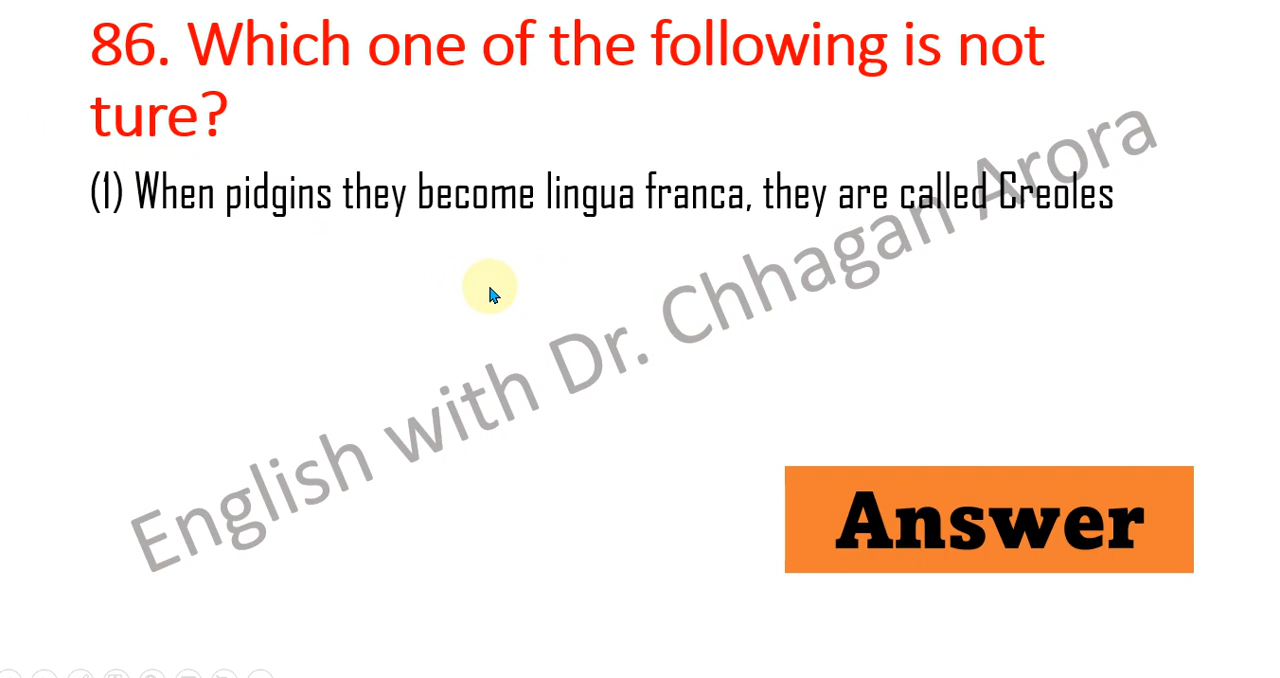 86. Which one of the following is not
ture?
(1) When pidgins they become lingua franca, they are called Creoles
English with Dr. Chhagan Arora
Answer